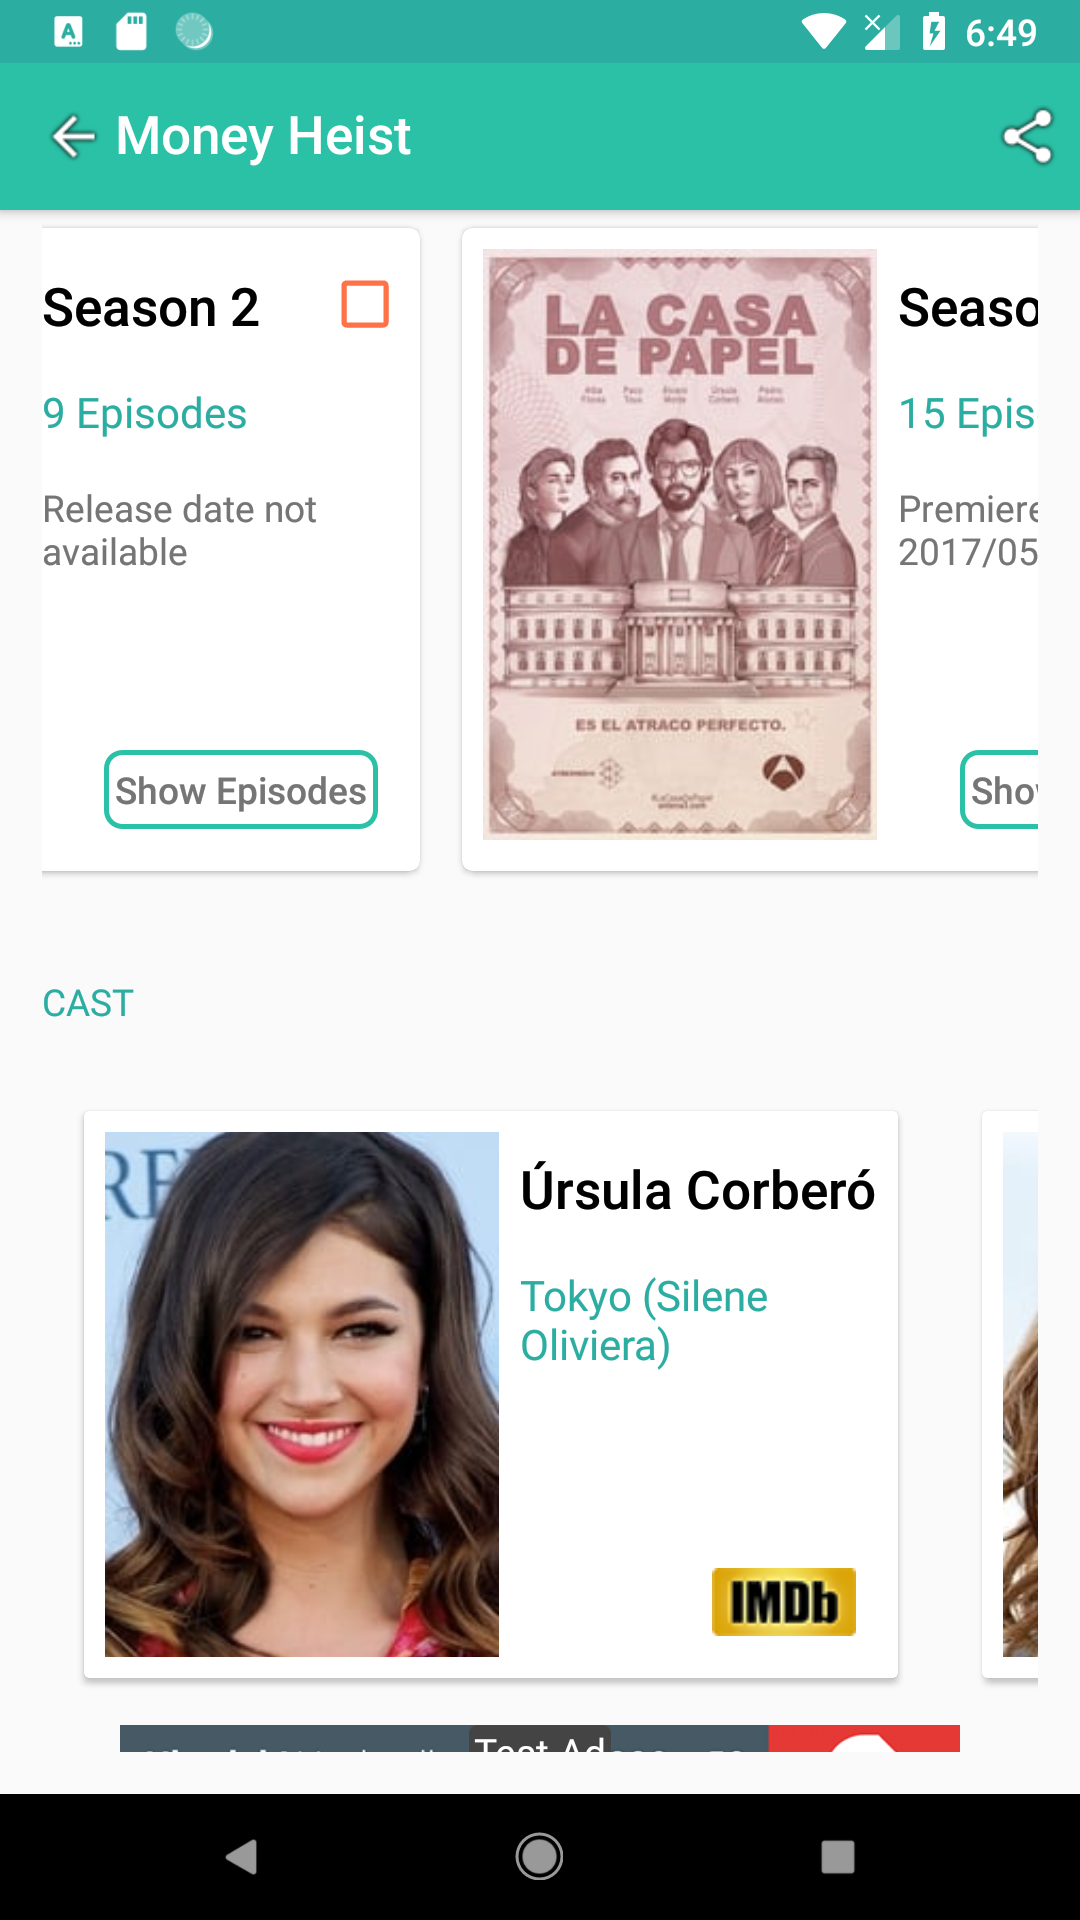 6:49
Money Heist
Season 2
9 Episodes
Release date not
available
Show Episodes
LA CASA
DE PAPEL
ES EL ATRACO PERFECTO.
Seaso
15 Epis
Premiere
2017/05
Sho
CAST
REV
Úrsula Corberó
Tokyo (Silene
Oliviera)
IMDb
Test Ad